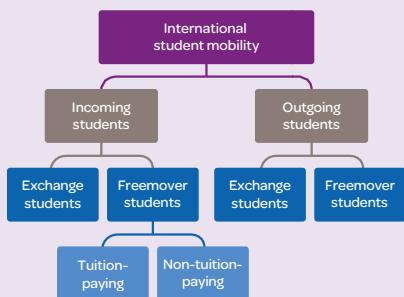 International
student mobility
Incoming
students
Outgoing
students
Exchange
students
Freemover
students
Exchange
students
Freemover
students
Tuition-
paying
Non-tuition-
paying